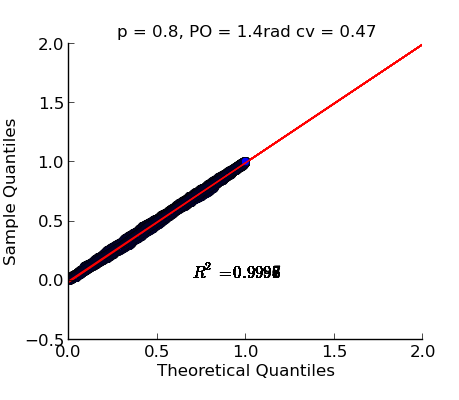 p = 0.8, PO = 1.4rad cv = 0.47
2.0
1.5
1.0
0.5
0.0
−0.5
Sample Quantiles
R² =
0.0 0.5 1.0 1.5 2.0
Theoretical Quantiles